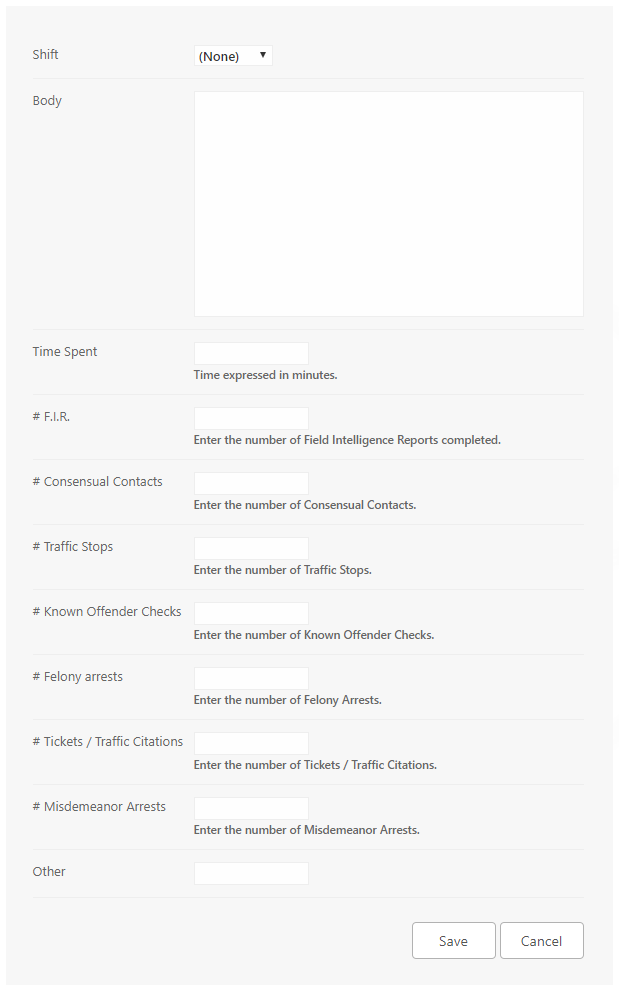 Shift (None)
Body
Time Spent
Time expressed in minutes.
# F.I.R.
Enter the number of Field Intelligence Reports completed.
# Consensual Contacts
Enter the number of Consensual Contacts.
# Traffic Stops
Enter the number of Traffic Stops.
# Known Offender Checks
Enter the number of Known Offender Checks.
# Felony arrests
Enter the number of Felony Arrests.
# Tickets / Traffic Citations
Enter the number of Tickets / Traffic Citations.
# Misdemeanor Arrests
Enter the number of Misdemeanor Arrests.
Other
Save Cancel